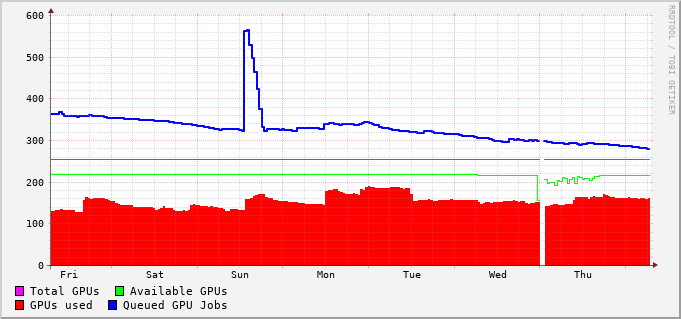 600
500
400
300
200
100
0
Fri Sat Sun Mon Tue Wed Thu
Total GPUs Available GPUs
GPUs used Queued GPU Jobs
RRDTOOL / TOBI OETIKER